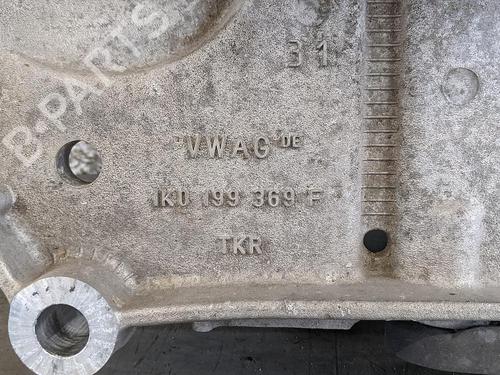 B-PARTS
31
"VWAG"DE
1K0 199 369 F
TKR